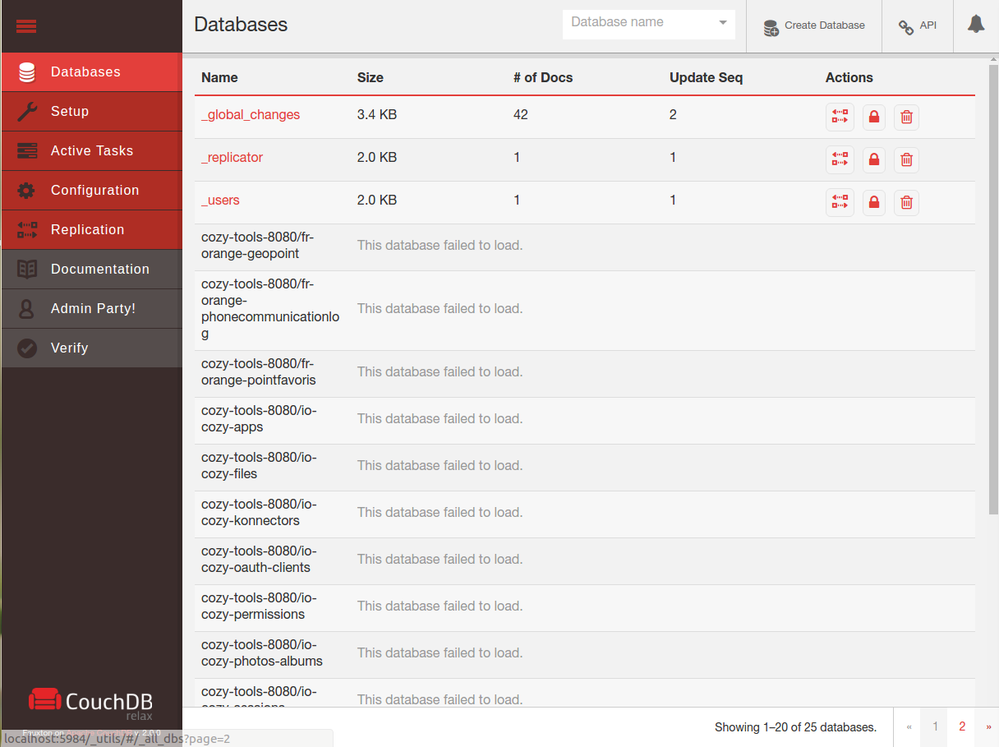 Databases
Database name
Create Database
API
Databases
Setup
Active Tasks
Configuration
Replication
Documentation
Admin Party!
Verify
Name Size # of Docs Update Seq Actions
_global_changes 3.4 KB 42 2
_replicator 2.0 KB 1 1
_users 2.0 KB 1 1
cozy-tools-8080/fr-
orange-geopoint
This database failed to load.
cozy-tools-8080/fr-
orange-
phonecommunicationlo
g
This database failed to load.
cozy-tools-8080/fr-
orange-pointfavoris
This database failed to load.
cozy-tools-8080/io-
cozy-apps
This database failed to load.
cozy-tools-8080/io-
cozy-files
This database failed to load.
cozy-tools-8080/io-
cozy-konnectors
This database failed to load.
cozy-tools-8080/io-
cozy-oauth-clients
This database failed to load.
cozy-tools-8080/io-
cozy-permissions
This database failed to load.
cozy-tools-8080/io-
cozy-photos-albums
This database failed to load.
cozy-tools-8080/io-
cozy-sessions
This database failed to load.
CouchDB
relax
Fauxton on Apache CouchDB v. 2.0.0
localhost:5984/_utils/#/_all_dbs?page=2
Showing 1–20 of 25 databases.
« 1 2 »